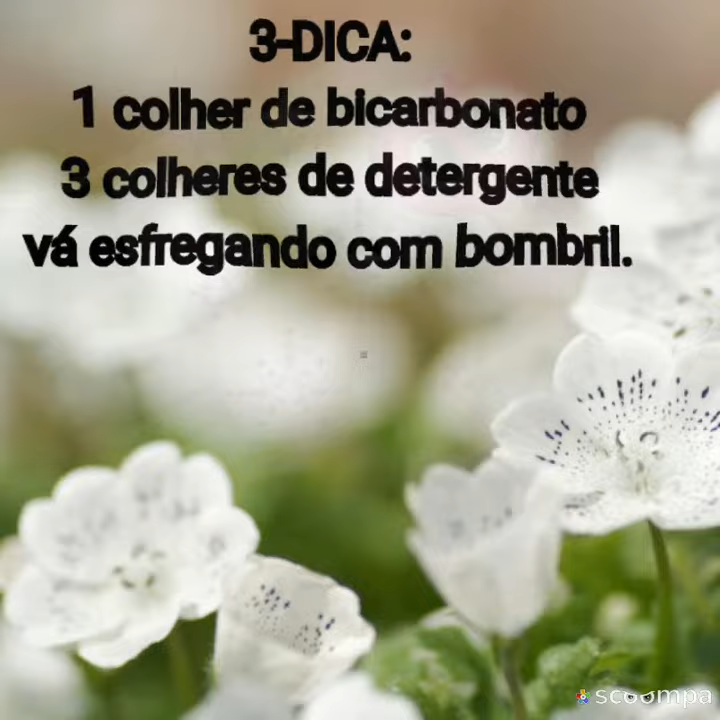 3-DICA:
1 colher de bicarbonato
3 colheres de detergente
vá esfregando com bombril.
scoompa